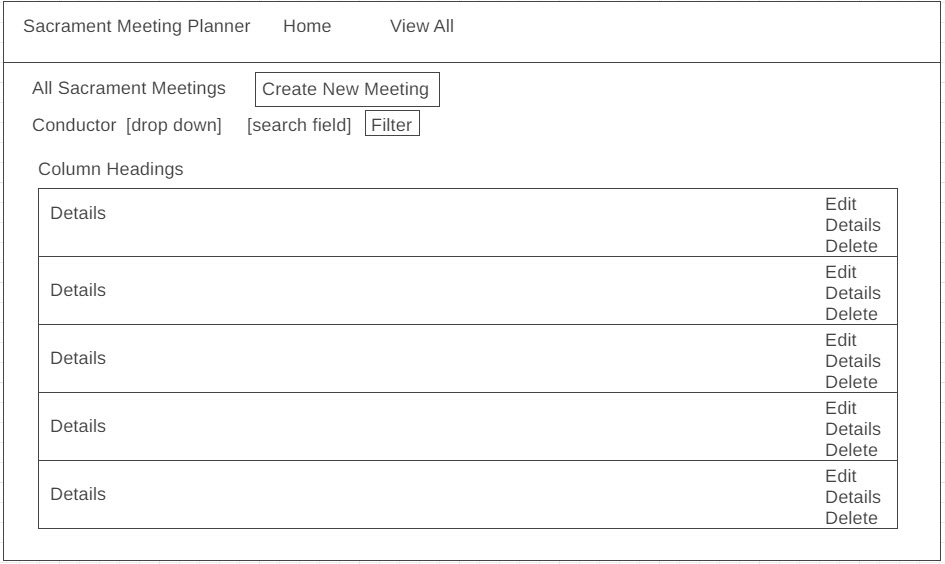 Sacrament Meeting Planner Home View All
All Sacrament Meetings Create New Meeting
Conductor [drop down] [search field] Filter
Column Headings
Details
Edit
Details
Delete
Details
Edit
Details
Delete
Details
Edit
Details
Delete
Details
Edit
Details
Delete
Details
Edit
Details
Delete